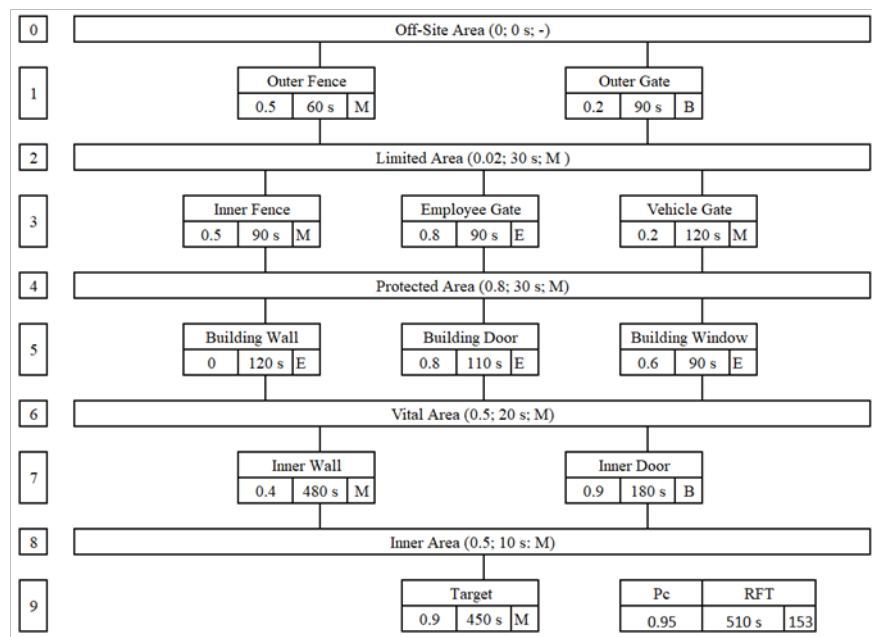 0 Off-Site Area (0; 0 s; -)
Outer Fence Outer Gate
1 0.5 60 s M 0.2 90 s B
2 Limited Area (0.02; 30 s; M )
Inner Fence Employee Gate Vehicle Gate
3 0.5 90 s M 0.8 90 s E 0.2 120 s M
4 Protected Area (0.8; 30 s; M)
Building Wall Building Door Building Window
5 0 120 s E 0.8 110 s E 0.6 90 s E
6 Vital Area (0.5; 20 s; M)
Inner Wall Inner Door
7 0.4 480 s M 0.9 180 s B
8 Inner Area (0.5; 10 s: M)
Target Pc RFT
9 0.9 450 s M 0.95 510 s 153